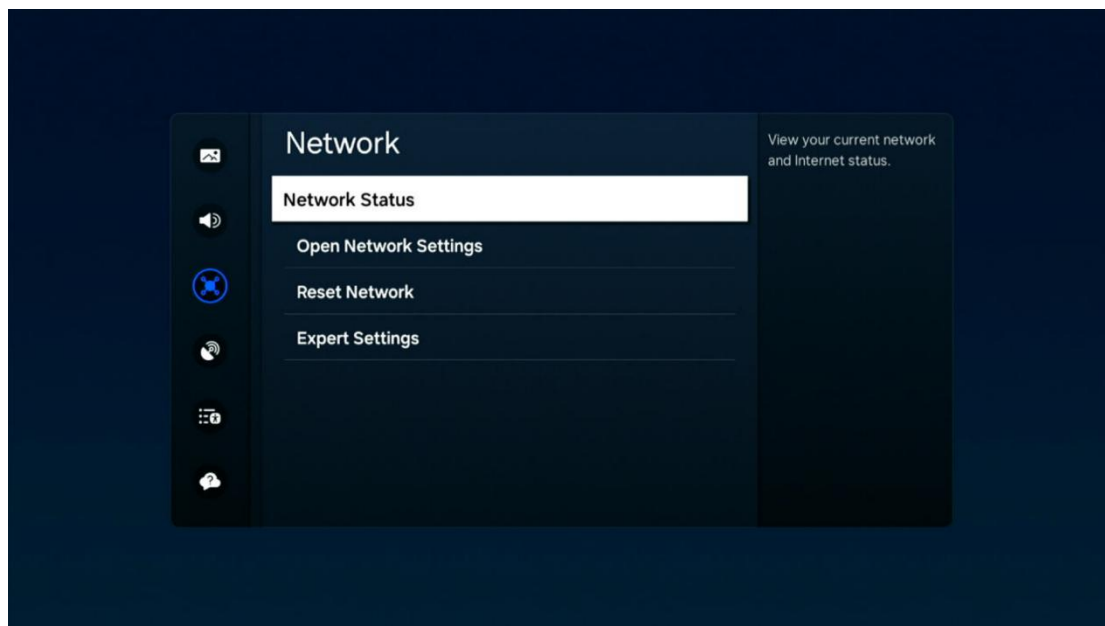 Network
View your current network
and Internet status.
Network Status
Open Network Settings
Reset Network
Expert Settings